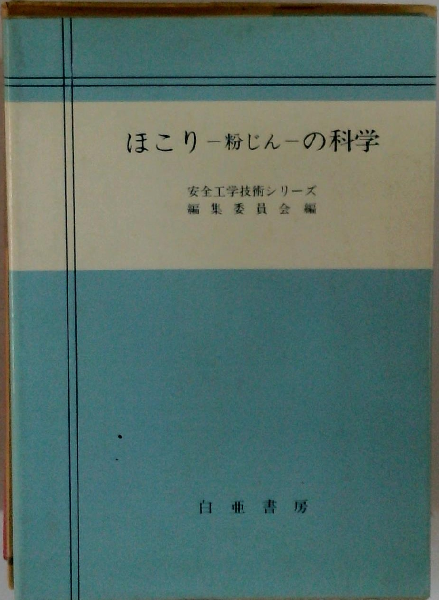 ほこり－粉じん－の科学
安全工学技術シリーズ
編集委員会編
白亜書房